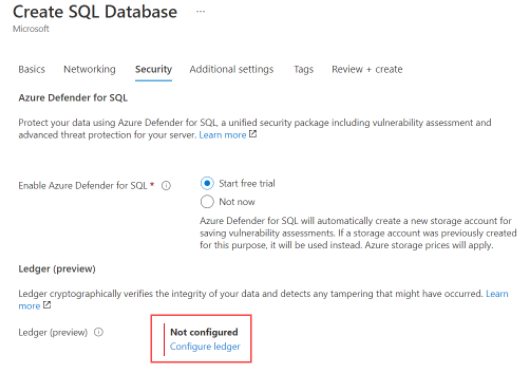 Create SQL Database ...
Microsoft
Basics Networking Security Additional settings Tags Review + create
Azure Defender for SQL
Protect your data using Azure Defender for SQL, a unified security package including vulnerability assessment and
advanced threat protection for your server. Learn more
Enable Azure Defender for SQL *
Start free trial
Not now
Azure Defender for SQL will automatically create a new storage account for
saving vulnerability assessments. If a storage account was previously created
for this purpose, it will be used instead. Azure storage prices will apply.
Ledger (preview)
Ledger cryptographically verifies the integrity of your data and detects any tampering that might have occurred. Learn
more
Ledger (preview)
Not configured
Configure ledger